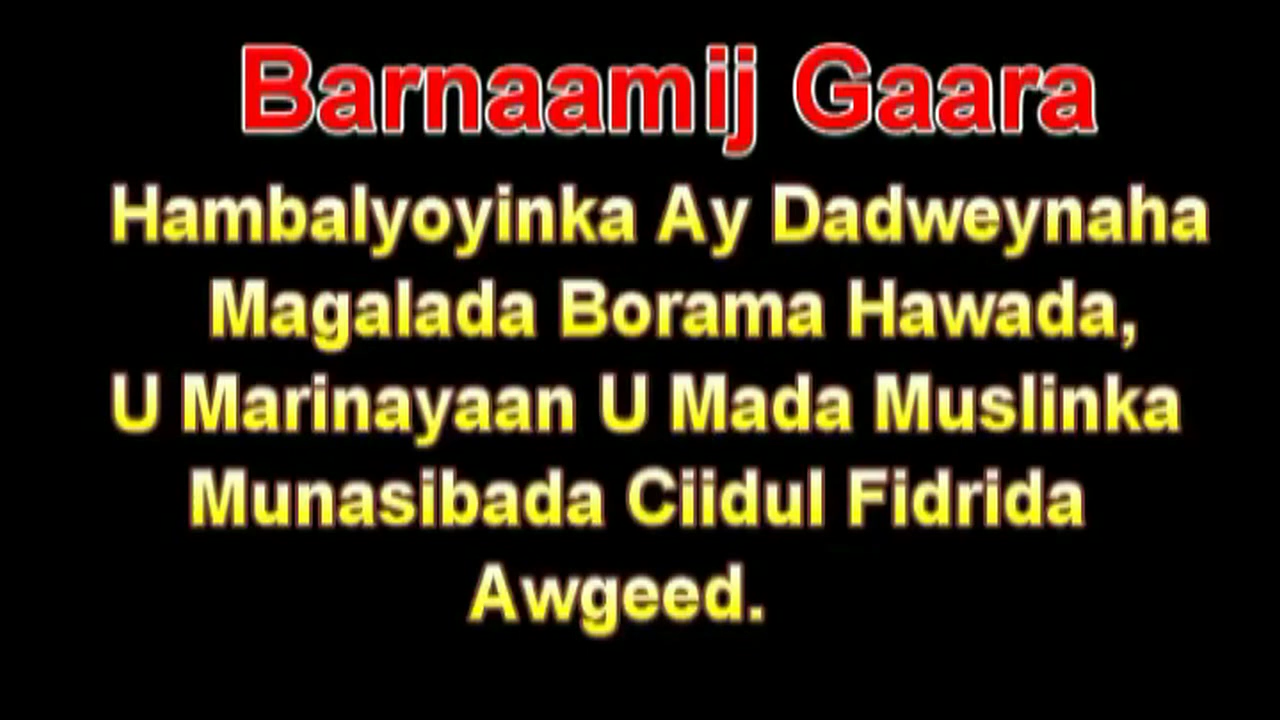 Barnaamij Gaara
Hambalyoyinka Ay Dadweynaha
Magalada Borama Hawada,
U Marinayaan U Mada Muslinka
Munasibada Ciidul Fidrida
Awgeed.